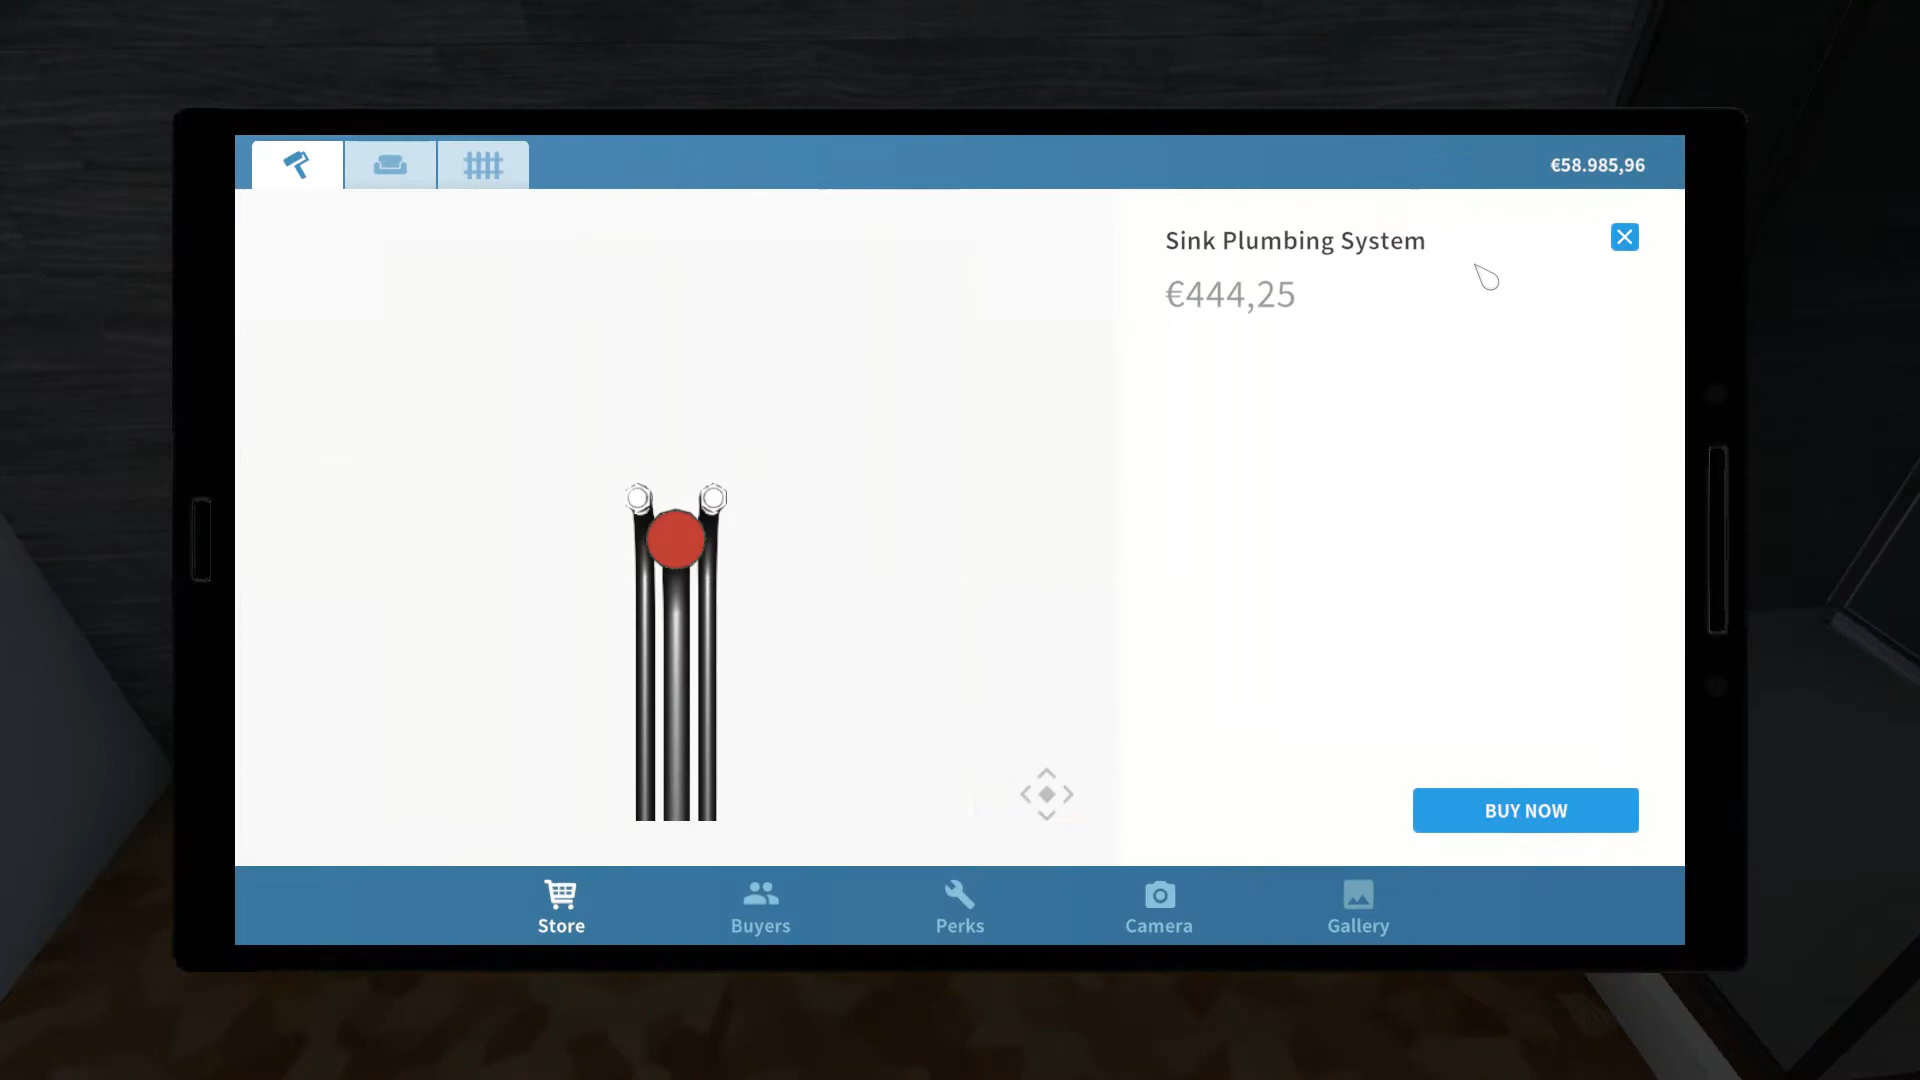 €58.985,96
Sink Plumbing System
€444,25
BUY NOW
Store
Buyers
Perks
Camera
Gallery